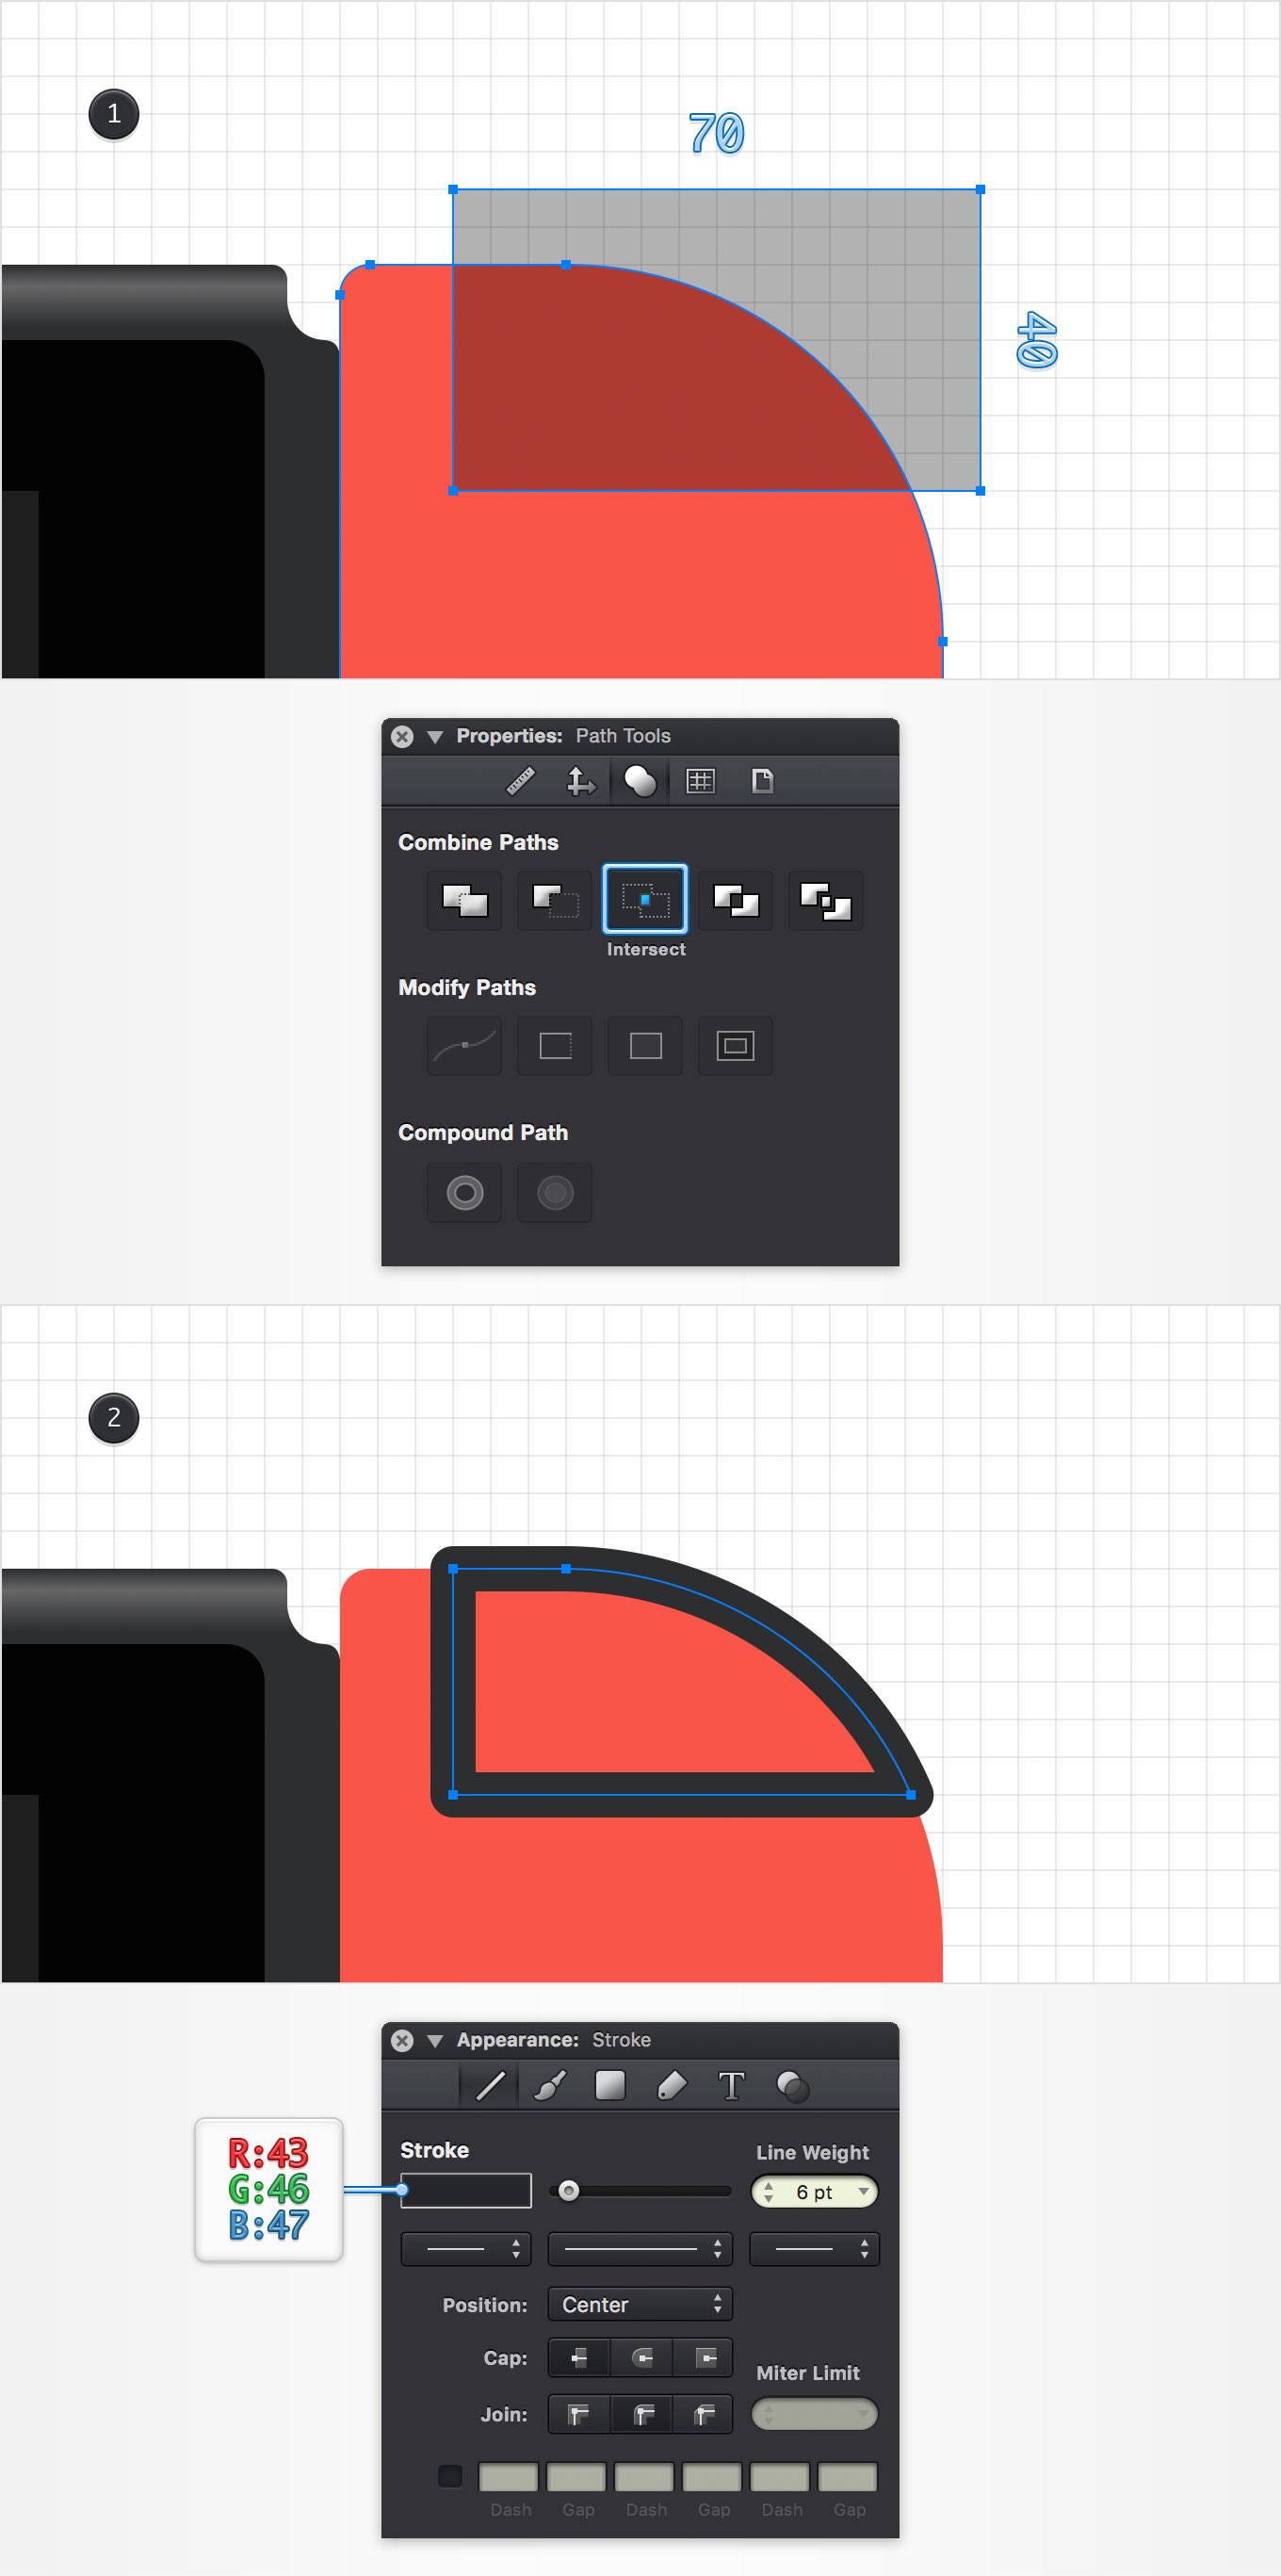 1
70
40
Properties: Path Tools
Combine Paths
Intersect
Modify Paths
Compound Path
2
Appearance: Stroke
T
Stroke
Line Weight
R:43
G:46
B:47
6 pt
Position: Center
Cap:
Miter Limit
Join:
Dash Gap Dash Gap Dash Gap